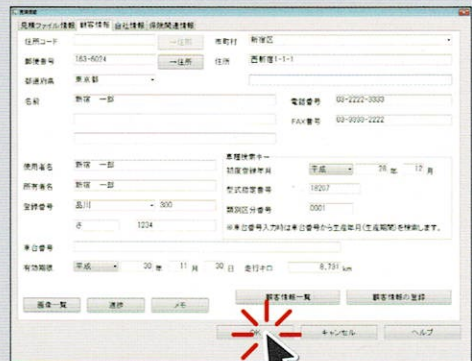 見積ファイル情報 顧客情報 自社情報 保険関連情報
住所コード →住所 市町村 新宿区
郵便番号 163-6024 →住所 住所 西新宿1-1-1
都道府県 東京都
名前 新宿 一郎 電話番号 03-2222-3333
FAX番号 03-3333-2222
車種検索キー
使用者名 新宿 一郎 初度登録年月 平成 26 年 12 月
所有者名 新宿 一郎 型式指定番号 18207
登録番号 品川 300 類別区分番号 0001
さ 1234 ※車台番号入力時は車台番号から生産年月(生産期間)を検索します。
車台番号
有効期限 平成 30 年 11 月 30 日 走行キロ 8,731 km
画像一覧 進捗 メモ 顧客情報一覧 顧客情報の登録
OK キャンセル ヘルプ